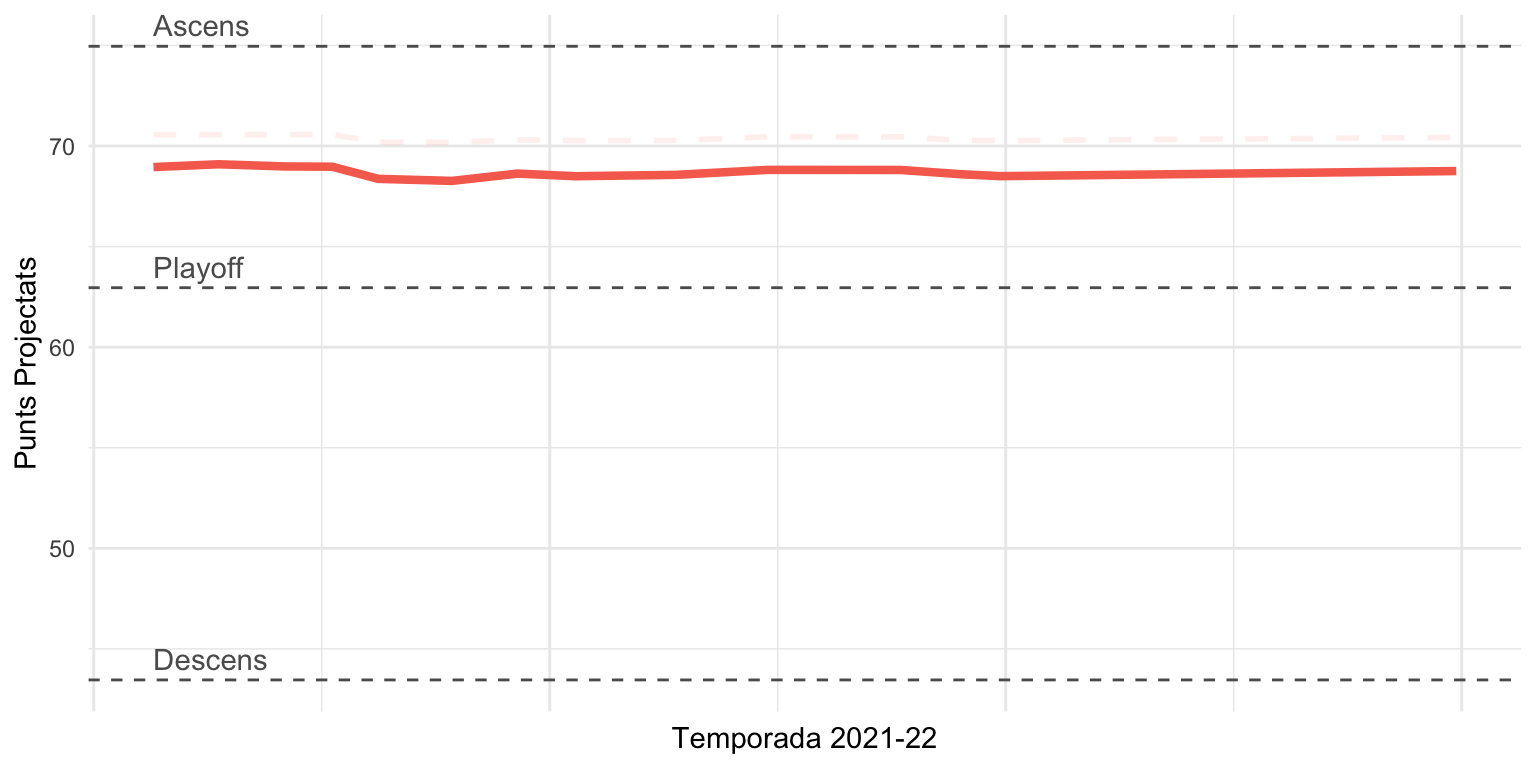 Ascens
70
Playoff
60
50
Descens
Punts Projectats
Temporada 2021-22